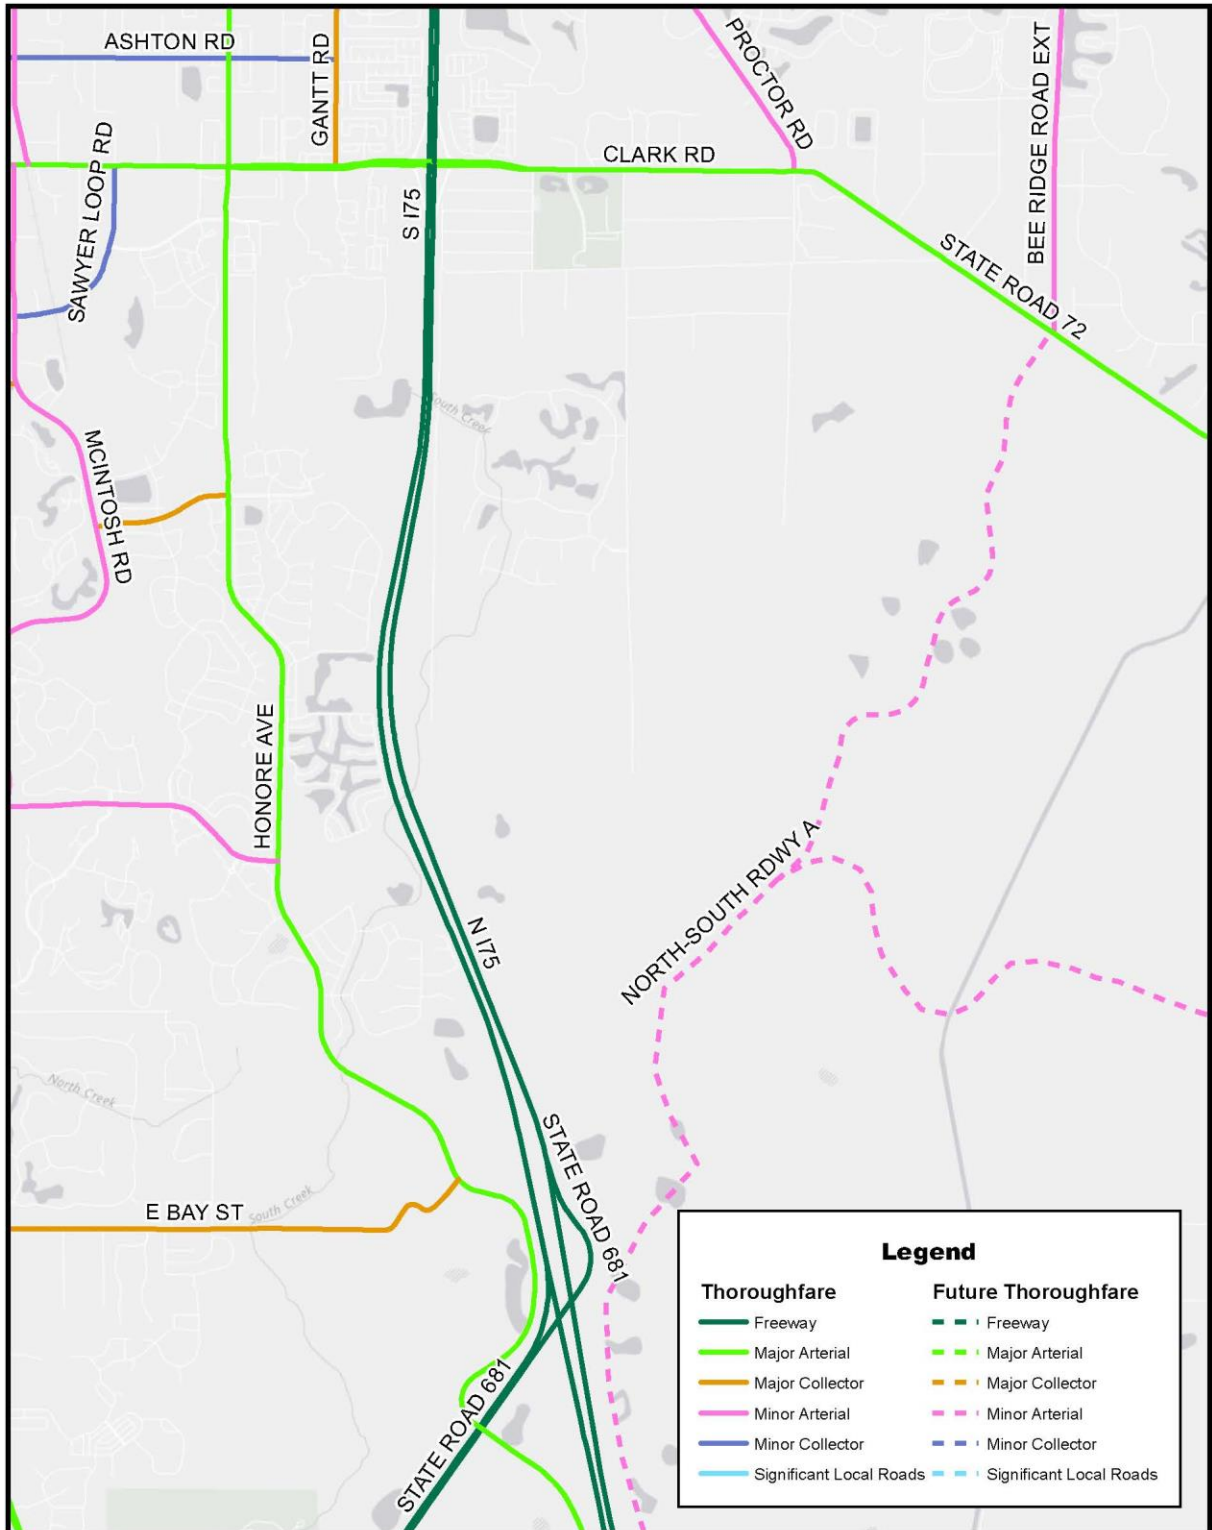 ASHTON RD
GANTT RD
PROCTOR RD
BEE RIDGE ROAD EXT
CLARK RD
SAWYER LOOP RD
S I75
STATE ROAD 72
South Creek
MCINTOSH RD
HONORE AVE
NORTH-SOUTH RDWY A
N I75
North Creek
STATE ROAD 681
E BAY ST
South Creek
STATE ROAD 681
Legend
Thoroughfare
Freeway
Major Arterial
Major Collector
Minor Arterial
Minor Collector
Significant Local Roads
Future Thoroughfare
Freeway
Major Arterial
Major Collector
Minor Arterial
Minor Collector
Significant Local Roads